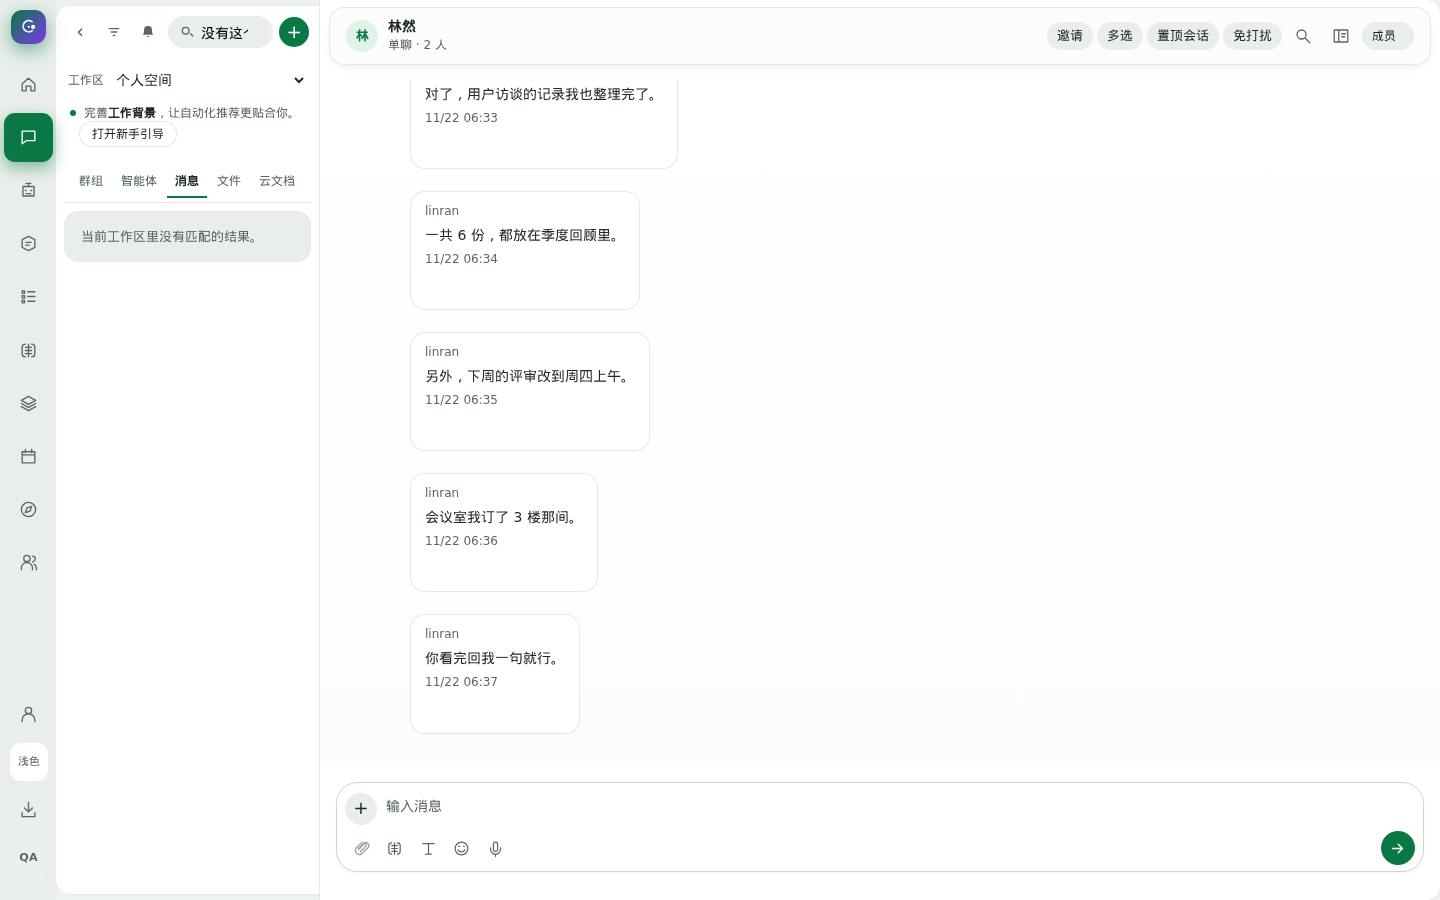 没有这
工作区 个人空间
完善工作背景，让自动化推荐更贴合你。
打开新手引导
群组 智能体 消息 文件 云文档
当前工作区里没有匹配的结果。
浅色
QA
林 林然
单聊 · 2 人
邀请 多选 置顶会话 免打扰 成员
对了，用户访谈的记录我也整理完了。
11/22 06:33
linran
一共 6 份，都放在季度回顾里。
11/22 06:34
linran
另外，下周的评审改到周四上午。
11/22 06:35
linran
会议室我订了 3 楼那间。
11/22 06:36
linran
你看完回我一句就行。
11/22 06:37
输入消息